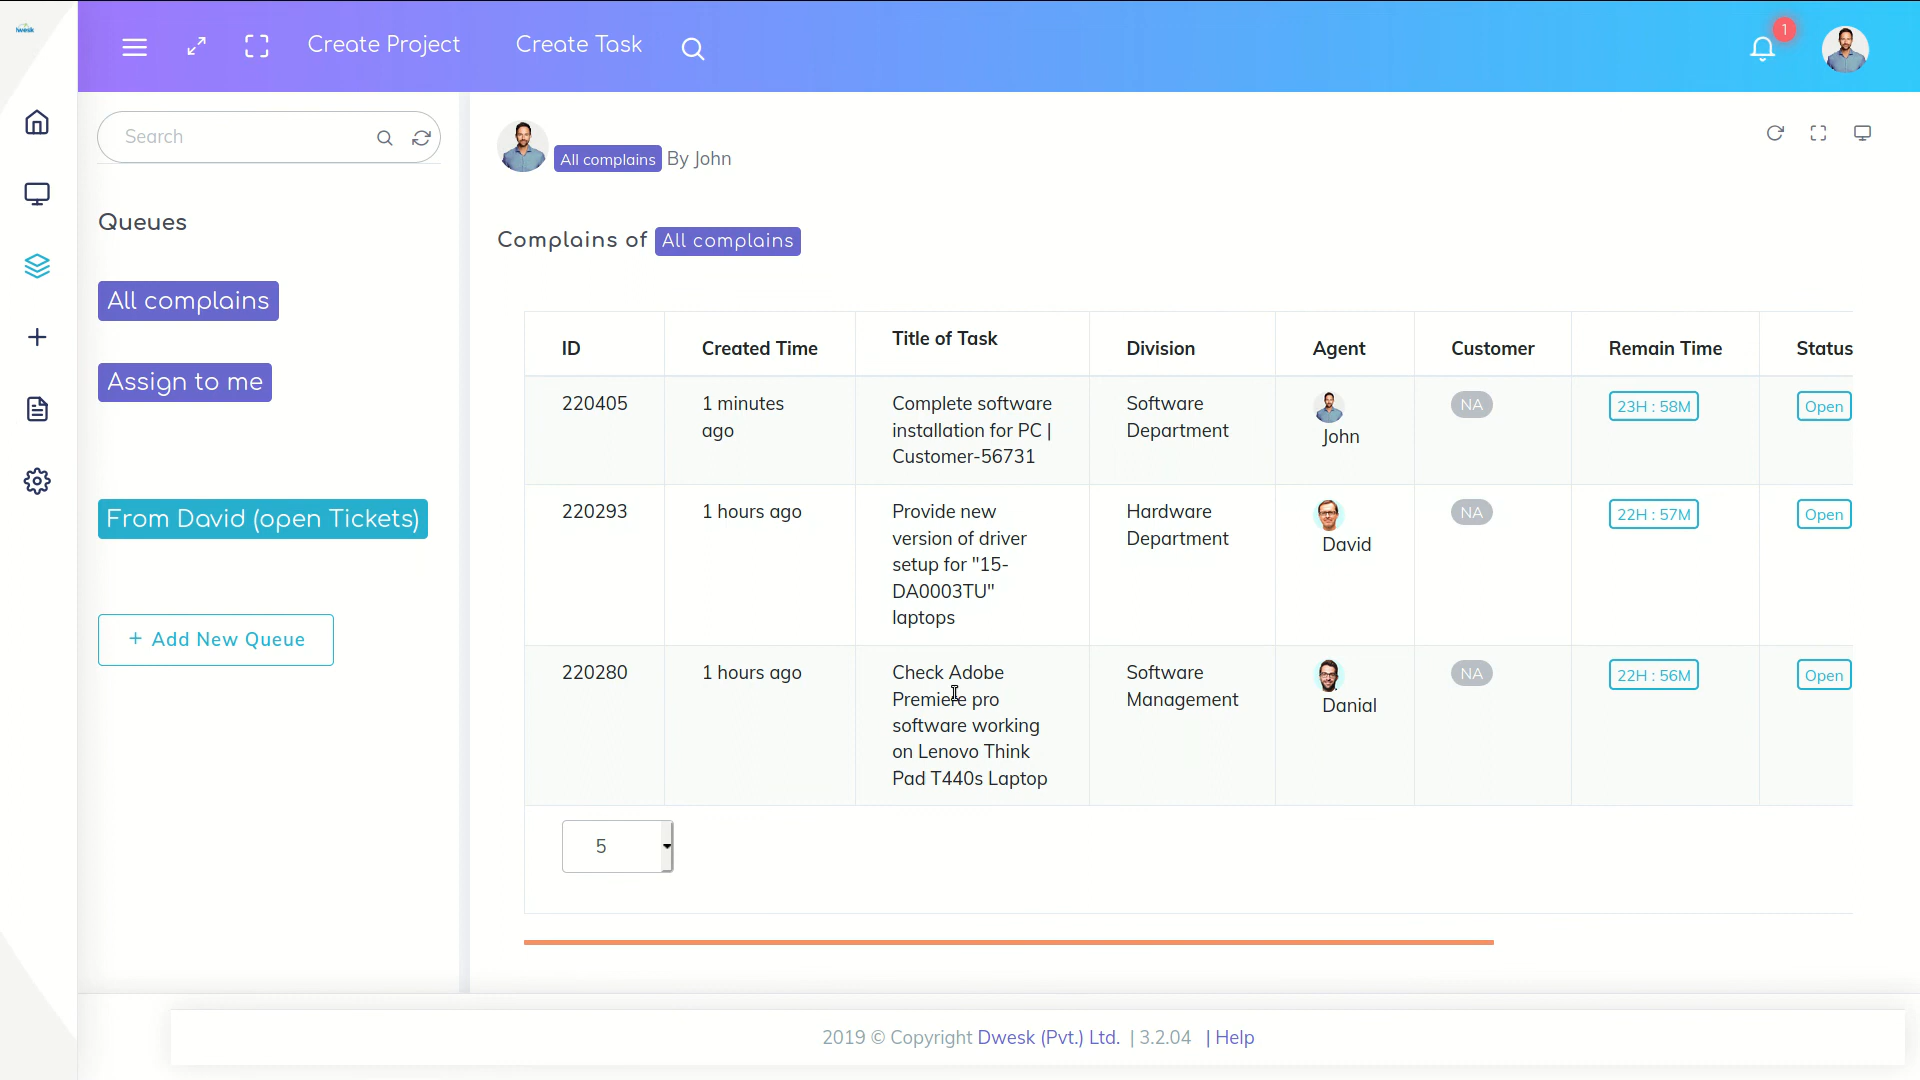 Dwesk
Create Project
Create Task
1
Search
Queues
All complains
Assign to me
From David (open Tickets)
+ Add New Queue
All complains By John
Complains of All complains
ID
Created Time
Title of Task
Division
Agent
Customer
Remain Time
Status
220405
1 minutes
ago
Complete software
installation for PC |
Customer-56731
Software
Department
John
NA
23H : 58M
Open
220293
1 hours ago
Provide new
version of driver
setup for "15-
DA0003TU"
laptops
Hardware
Department
David
NA
22H : 57M
Open
220280
1 hours ago
Check Adobe
Premiere pro
software working
on Lenovo Think
Pad T440s Laptop
Software
Management
Danial
NA
22H : 56M
Open
5
2019 © Copyright Dwesk (Pvt.) Ltd. | 3.2.04 | Help